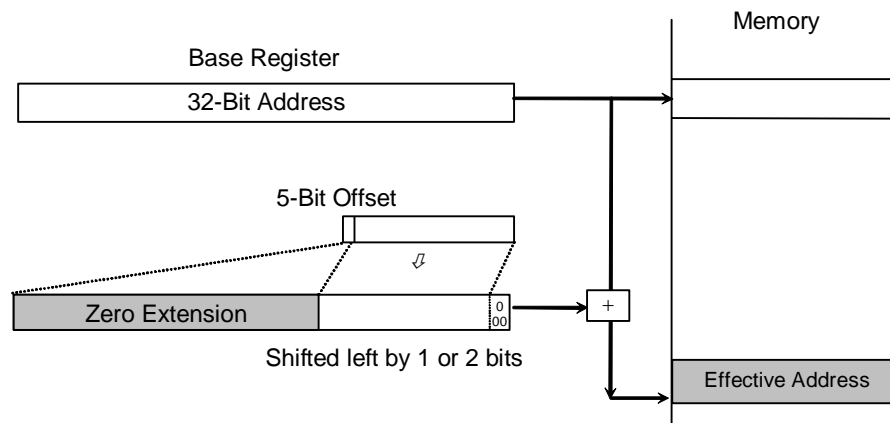 Memory
Base Register
32-Bit Address
5-Bit Offset
Zero Extension
0
00
+
Shifted left by 1 or 2 bits
Effective Address